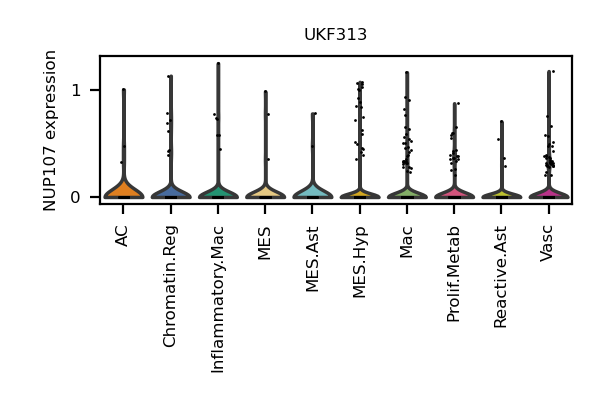 UKF313
NUP107 expression
1
0
AC
Chromatin.Reg
Inflammatory.Mac
MES
MES.Ast
MES.Hyp
Mac
Prolif.Metab
Reactive.Ast
Vasc